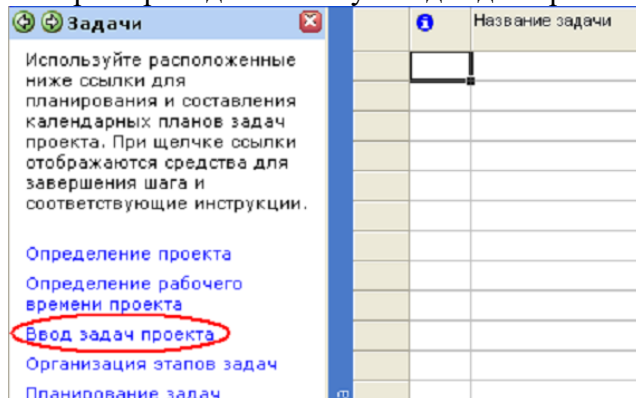 Задачи
Название задачи
Используйте расположенные
ниже ссылки для
планирования и составления
календарных планов задач
проекта. При щелчке ссылки
отображаются средства для
завершения шага и
соответствующие инструкции.
Определение проекта
Определение рабочего
времени проекта
Ввод задач проекта
Организация этапов задач
Планирование задач